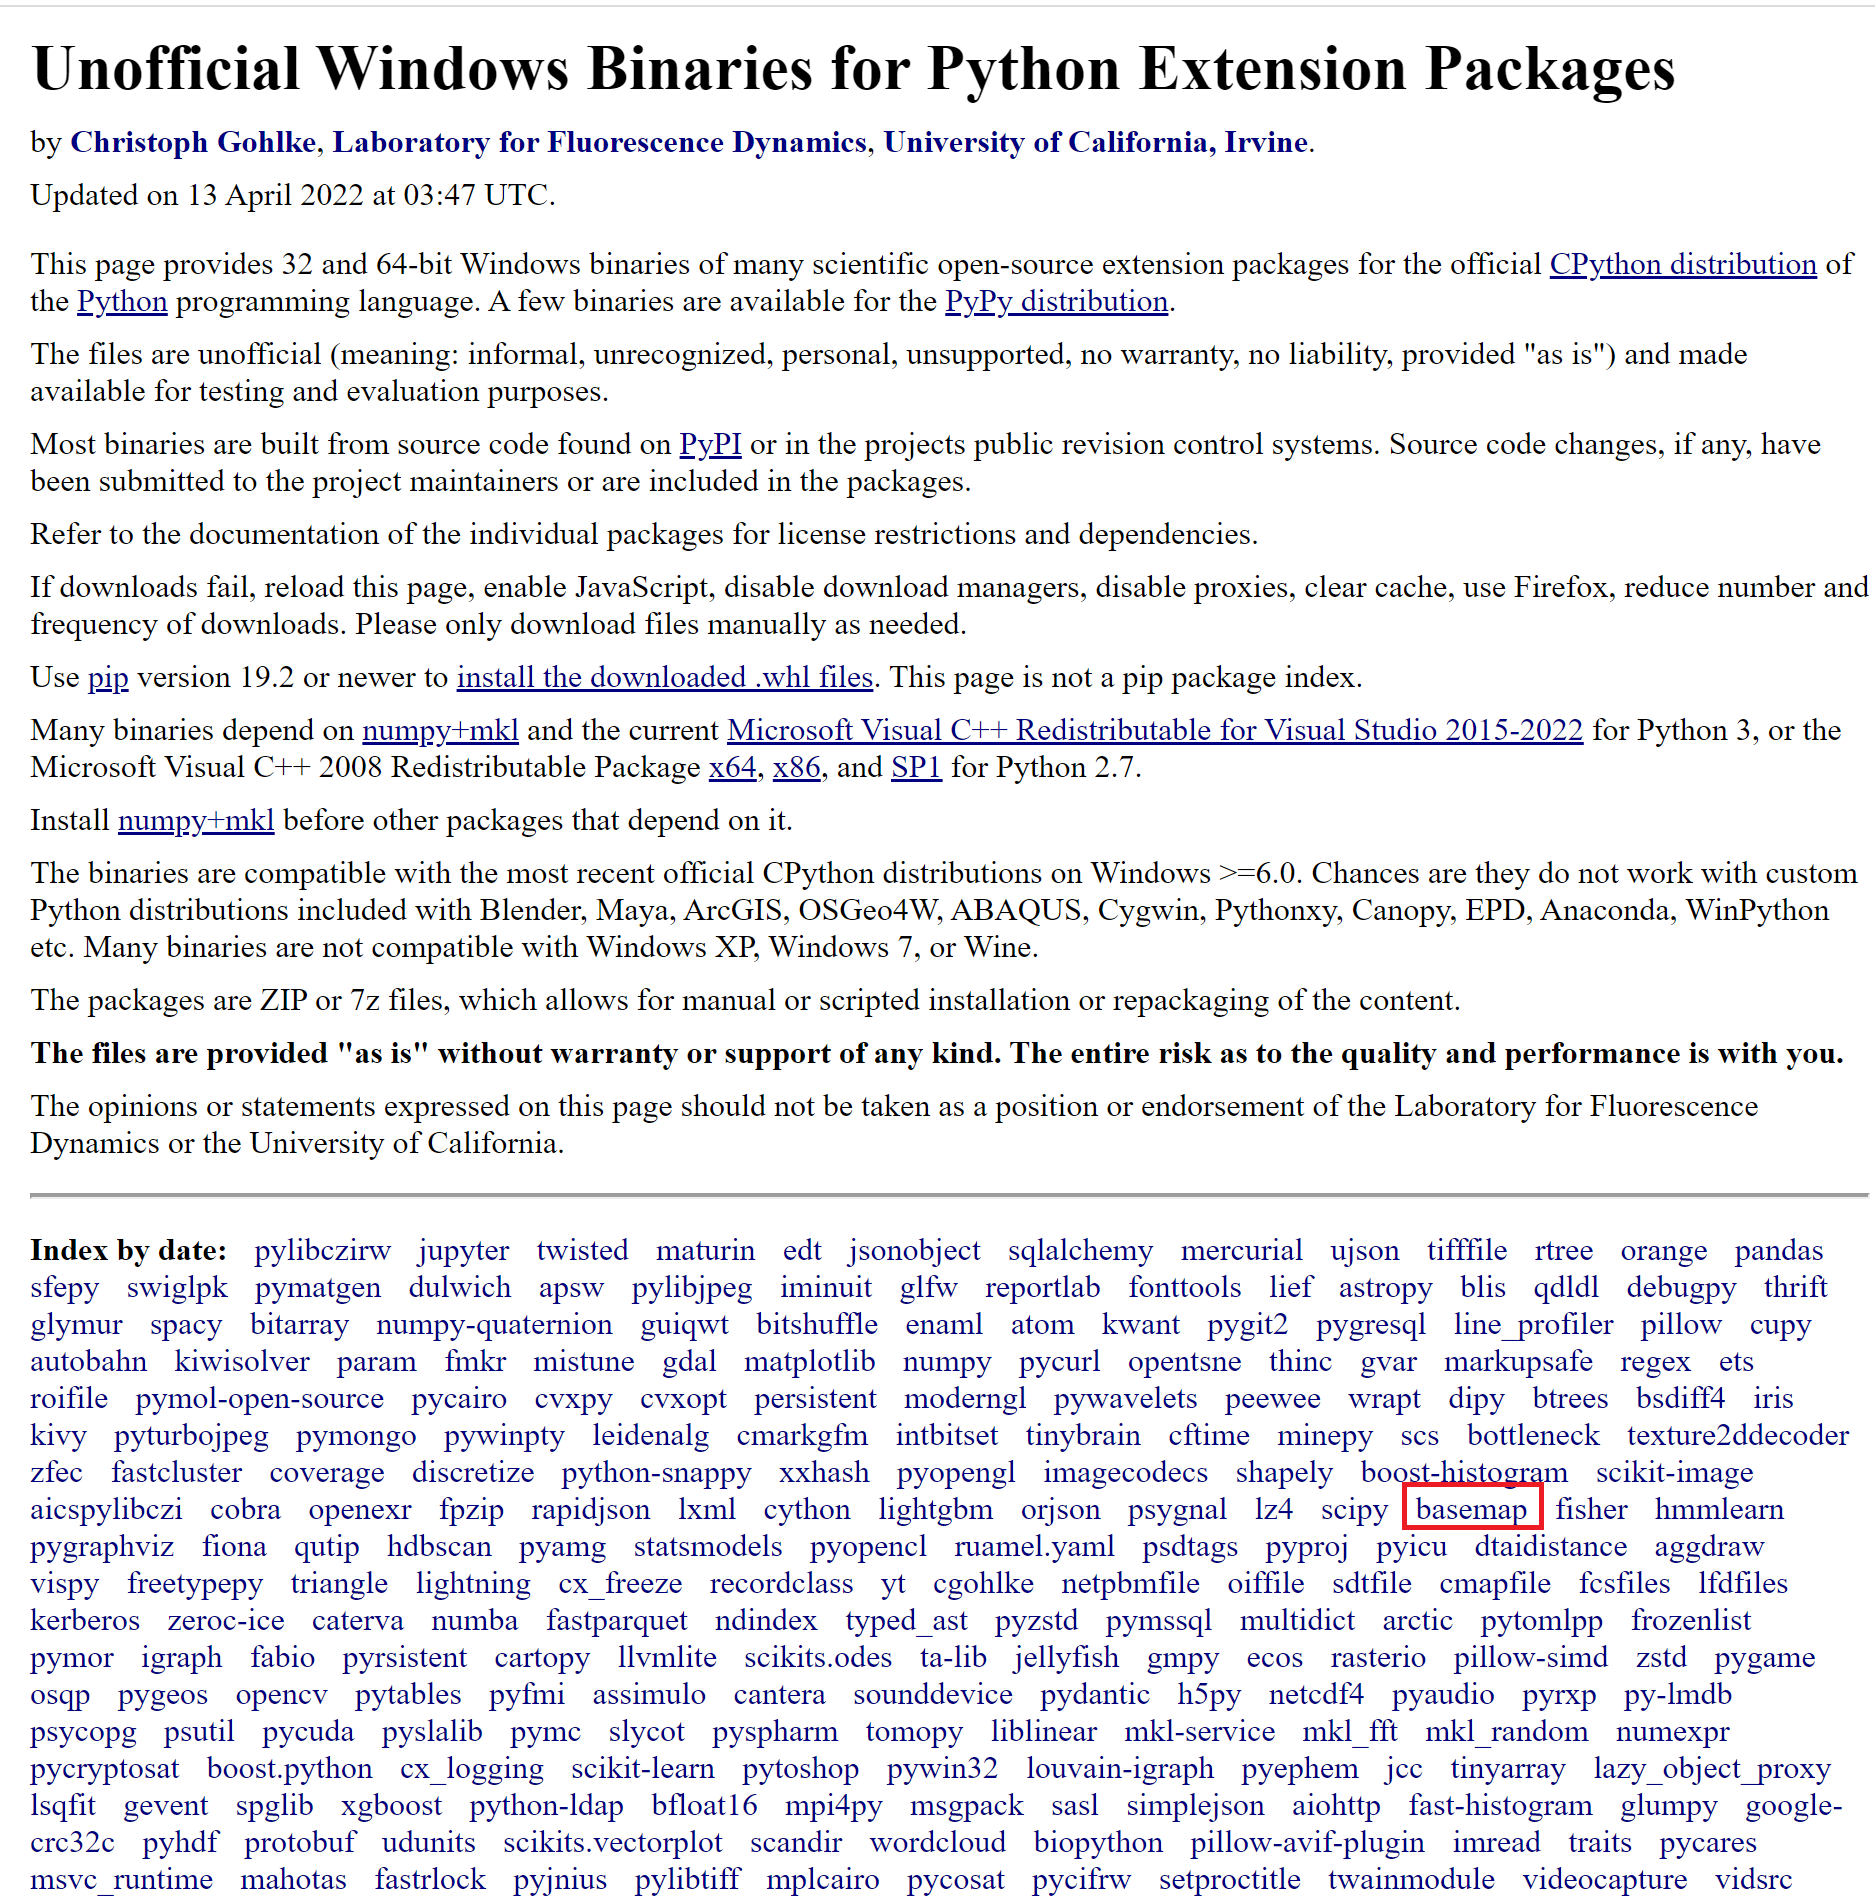 Unofficial Windows Binaries for Python Extension Packages
by Christoph Gohlke, Laboratory for Fluorescence Dynamics, University of California, Irvine.
Updated on 13 April 2022 at 03:47 UTC.
This page provides 32 and 64-bit Windows binaries of many scientific open-source extension packages for the official CPython distribution of
the Python programming language. A few binaries are available for the PyPy distribution.
The files are unofficial (meaning: informal, unrecognized, personal, unsupported, no warranty, no liability, provided "as is") and made
available for testing and evaluation purposes.
Most binaries are built from source code found on PyPI or in the projects public revision control systems. Source code changes, if any, have
been submitted to the project maintainers or are included in the packages.
Refer to the documentation of the individual packages for license restrictions and dependencies.
If downloads fail, reload this page, enable JavaScript, disable download managers, disable proxies, clear cache, use Firefox, reduce number and
frequency of downloads. Please only download files manually as needed.
Use pip version 19.2 or newer to install the downloaded .whl files. This page is not a pip package index.
Many binaries depend on numpy+mkl and the current Microsoft Visual C++ Redistributable for Visual Studio 2015-2022 for Python 3, or the
Microsoft Visual C++ 2008 Redistributable Package x64, x86, and SP1 for Python 2.7.
Install numpy+mkl before other packages that depend on it.
The binaries are compatible with the most recent official CPython distributions on Windows >=6.0. Chances are they do not work with custom
Python distributions included with Blender, Maya, ArcGIS, OSGeo4W, ABAQUS, Cygwin, Pythonxy, Canopy, EPD, Anaconda, WinPython
etc. Many binaries are not compatible with Windows XP, Windows 7, or Wine.
The packages are ZIP or 7z files, which allows for manual or scripted installation or repackaging of the content.
The files are provided "as is" without warranty or support of any kind. The entire risk as to the quality and performance is with you.
The opinions or statements expressed on this page should not be taken as a position or endorsement of the Laboratory for Fluorescence
Dynamics or the University of California.
Index by date: pylibczirw jupyter twisted maturin edt jsonobject sqlalchemy mercurial ujson tifffile rtree orange pandas
sfepy swiglpk pymatgen dulwich apsw pylibjpeg iminuit glfw reportlab fonttools lief astropy blis qdldl debugpy thrift
glymur spacy bitarray numpy-quaternion guiqwt bitshuffle enaml atom kwant pygit2 pygresql line_profiler pillow cupy
autobahn kiwisolver param fmkr mistune gdal matplotlib numpy pycurl opentsne thinc gvar markupsafe regex ets
roifile pymol-open-source pycairo cvxpy cvxopt persistent moderngl pywavelets peewee wrapt dipy btrees bsdiff4 iris
kivy pyturbojpeg pymongo pywinpty leidenalg cmarkgfm intbitset tinybrain cftime minepy scs bottleneck texture2ddecoder
zfec fastcluster coverage discretize python-snappy xxhash pyopengl imagecodecs shapely boost-histogram scikit-image
aicspylibczi cobra openexr fpzip rapidjson lxml cython lightgbm orjson psygnal lz4 scipy basemap fisher hmmlearn
pygraphviz fiona qutip hdbscan pyamg statsmodels pyopencl ruamel.yaml psdtags pyproj pyicu dtaidistance aggdraw
vispy freetypepy triangle lightning cx_freeze recordclass yt cgohlke netpbmfile oiffile sdtfile cmapfile fcsfiles lfdfiles
kerberos zeroc-ice caterva numba fastparquet ndindex typed_ast pyzstd pymssql multidict arctic pytomlpp frozenlist
pymor igraph fabio pyrsistent cartopy llvmlite scikits.odes ta-lib jellyfish gmpy ecos rasterio pillow-simd zstd pygame
osqp pygeos opencv pytables pyfmi assimulo cantera sounddevice pydantic h5py netcdf4 pyaudio pyrxp py-lmdb
psycopg psutil pycuda pyslalib pymc slycot pyspharm tomopy liblinear mkl-service mkl_fft mkl_random numexpr
pycryptosat boost.python cx_logging scikit-learn pytoshop pywin32 louvain-igraph pyephem jcc tinyarray lazy_object_proxy
lsqfit gevent spglib xgboost python-ldap bfloat16 mpi4py msgpack sasl simplejson aiohttp fast-histogram glumpy google-
crc32c pyhdf protobuf udunits scikits.vectorplot scandir wordcloud biopython pillow-avif-plugin imread traits pycares
msvc_runtime mahotas fastrlock pyjnius pylibtiff mplcairo pycosat pycifrw setproctitle twainmodule videocapture vidsrc